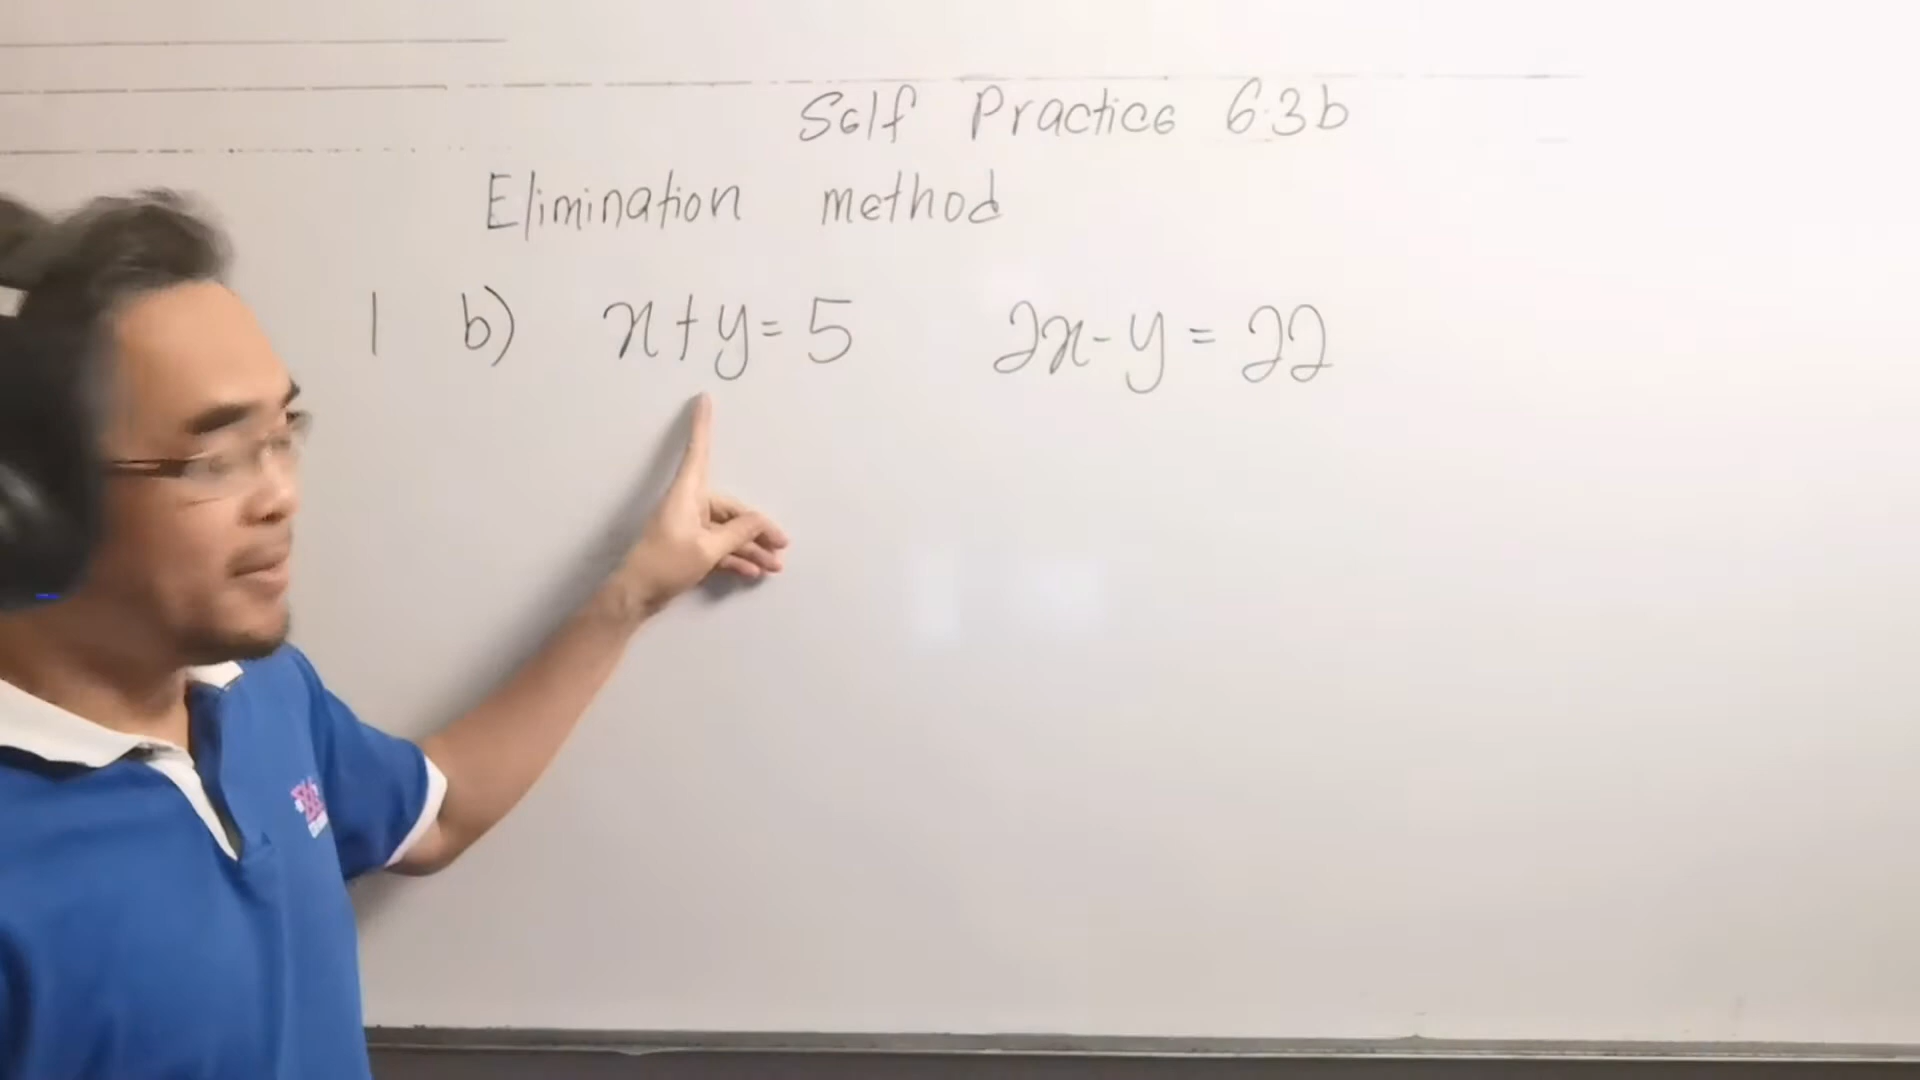 Self Practice 6.3b
Elimination method
1 b) x+y=5 2x-y=22